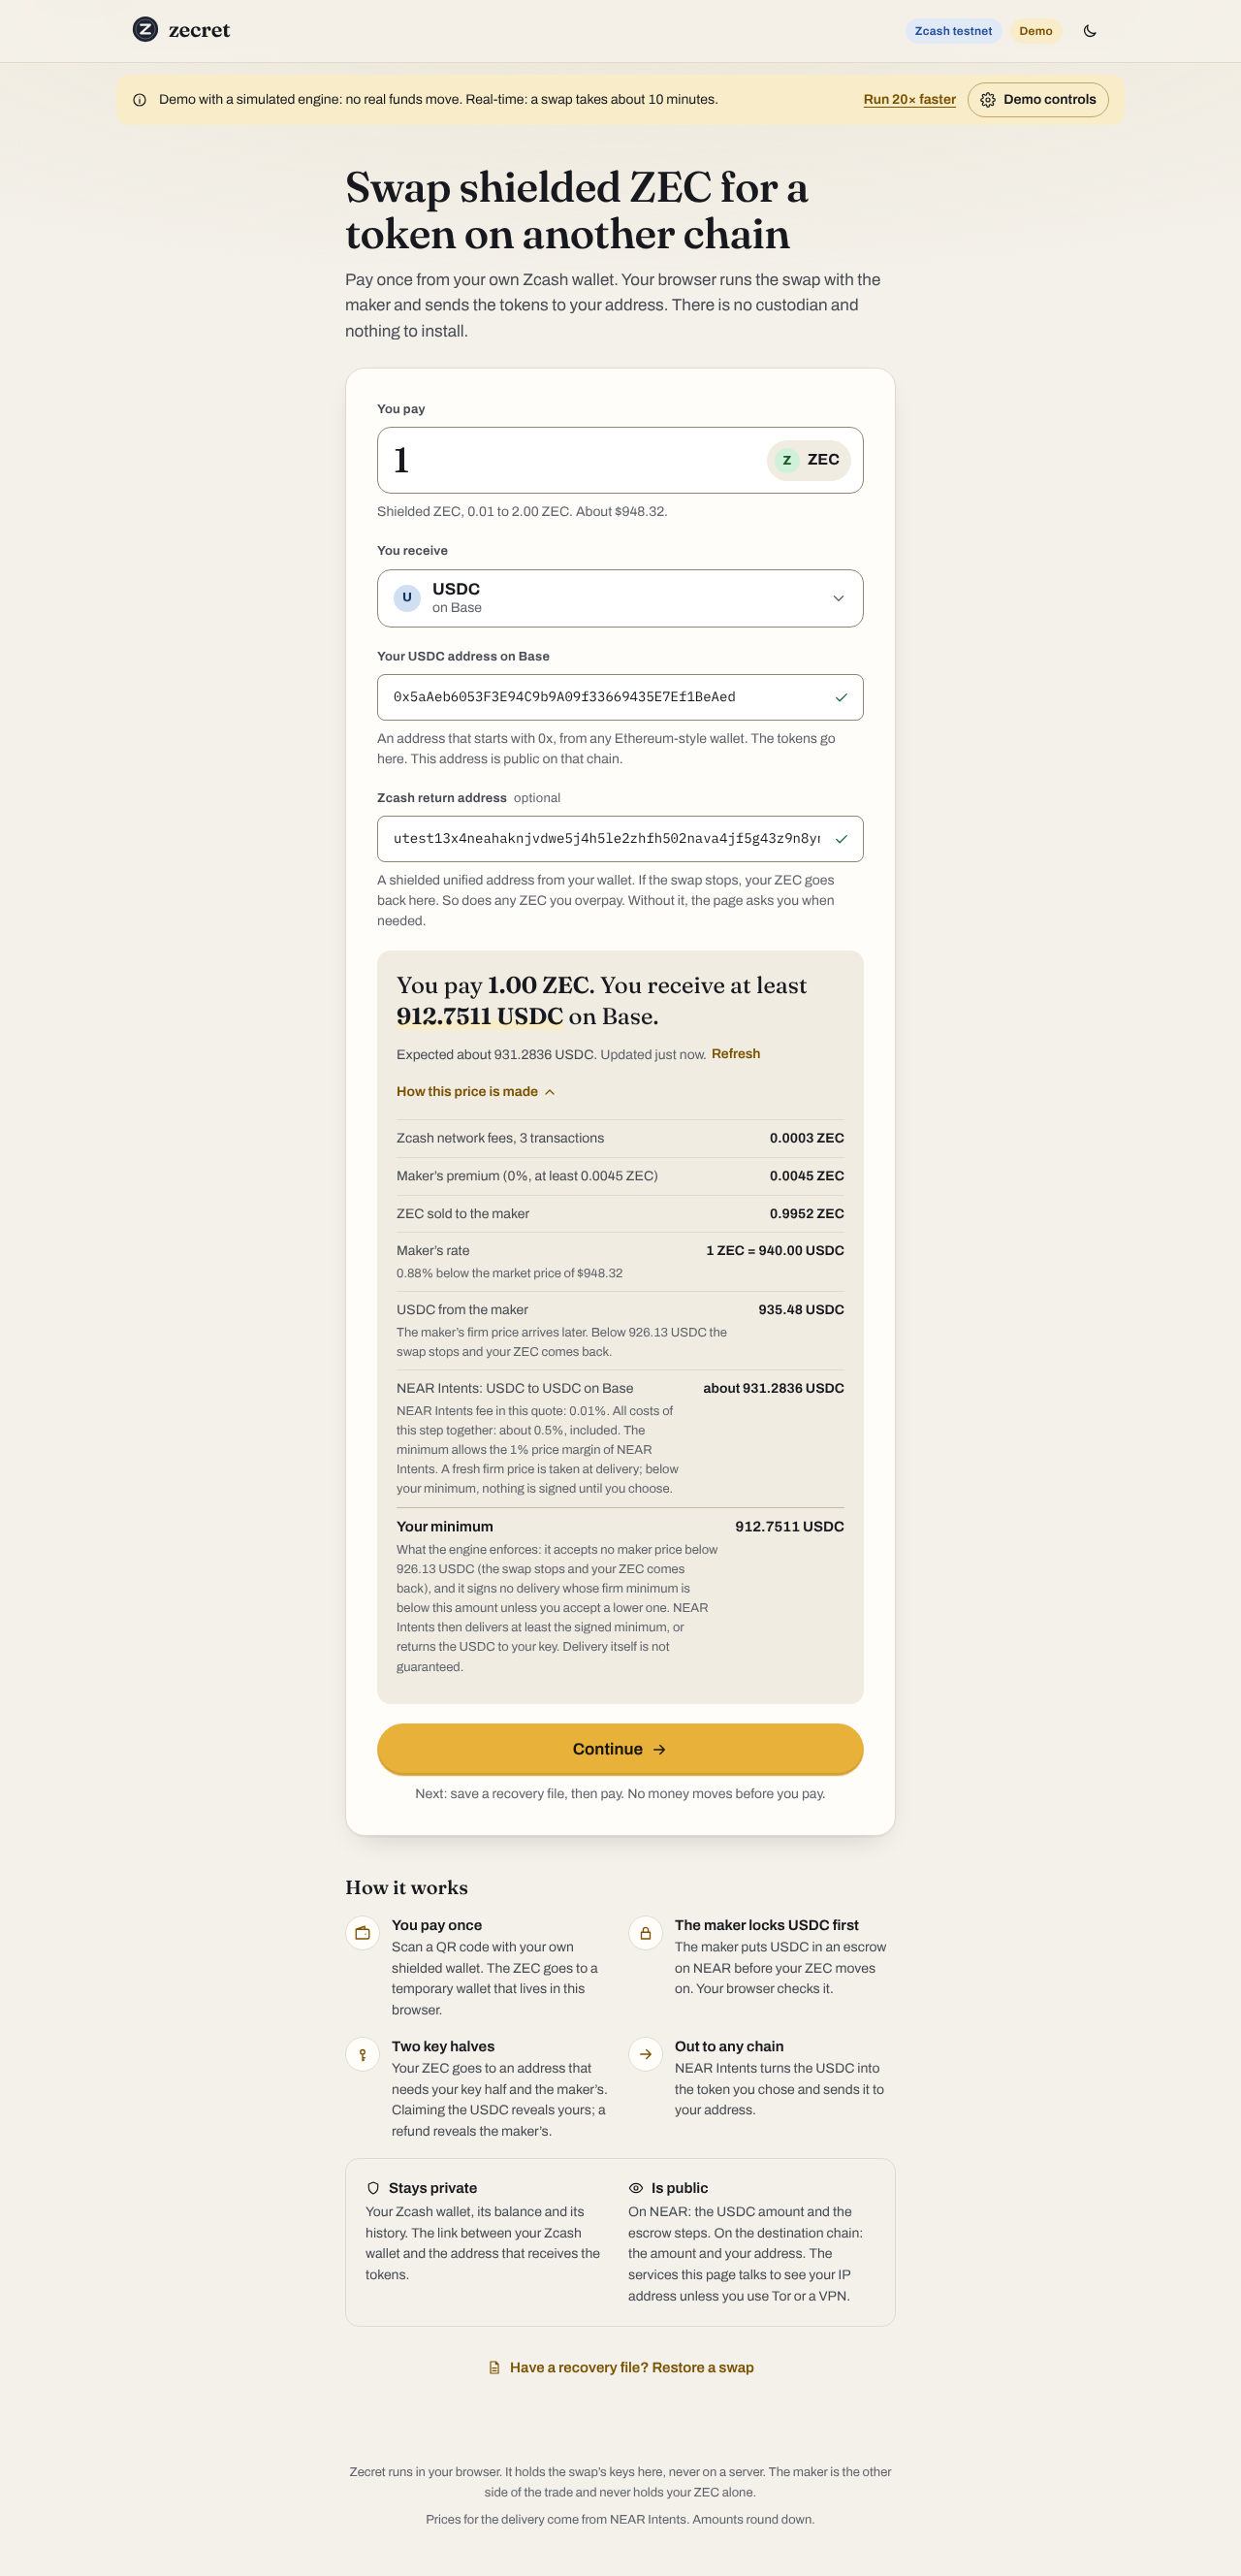 zecret
Zcash testnet
Demo
Demo with a simulated engine: no real funds move. Real-time: a swap takes about 10 minutes.
Run 20× faster
Demo controls
Swap shielded ZEC for a
token on another chain
Pay once from your own Zcash wallet. Your browser runs the swap with the
maker and sends the tokens to your address. There is no custodian and
nothing to install.
You pay
1
Z ZEC
Shielded ZEC, 0.01 to 2.00 ZEC. About $948.32.
You receive
U
USDC
on Base
Your USDC address on Base
0x5aAeb6053F3E94C9b9A09f33669435E7Ef1BeAed
An address that starts with 0x, from any Ethereum-style wallet. The tokens go
here. This address is public on that chain.
Zcash return address optional
utest13x4neahaknjvdwe5j4h5le2zhfh502nava4jf5g43z9n8yr
A shielded unified address from your wallet. If the swap stops, your ZEC goes
back here. So does any ZEC you overpay. Without it, the page asks you when
needed.
You pay 1.00 ZEC. You receive at least
912.7511 USDC on Base.
Expected about 931.2836 USDC. Updated just now. Refresh
How this price is made
Zcash network fees, 3 transactions 0.0003 ZEC
Maker's premium (0%, at least 0.0045 ZEC) 0.0045 ZEC
ZEC sold to the maker 0.9952 ZEC
Maker's rate 1 ZEC = 940.00 USDC
0.88% below the market price of $948.32
USDC from the maker 935.48 USDC
The maker's firm price arrives later. Below 926.13 USDC the
swap stops and your ZEC comes back.
NEAR Intents: USDC to USDC on Base about 931.2836 USDC
NEAR Intents fee in this quote: 0.01%. All costs of
this step together: about 0.5%, included. The
minimum allows the 1% price margin of NEAR
Intents. A fresh firm price is taken at delivery; below
your minimum, nothing is signed until you choose.
Your minimum 912.7511 USDC
What the engine enforces: it accepts no maker price below
926.13 USDC (the swap stops and your ZEC comes
back), and it signs no delivery whose firm minimum is
below this amount unless you accept a lower one. NEAR
Intents then delivers at least the signed minimum, or
returns the USDC to your key. Delivery itself is not
guaranteed.
Continue →
Next: save a recovery file, then pay. No money moves before you pay.
How it works
You pay once
Scan a QR code with your own
shielded wallet. The ZEC goes to a
temporary wallet that lives in this
browser.
The maker locks USDC first
The maker puts USDC in an escrow
on NEAR before your ZEC moves
on. Your browser checks it.
Two key halves
Your ZEC goes to an address that
needs your key half and the maker's.
Claiming the USDC reveals yours; a
refund reveals the maker's.
Out to any chain
NEAR Intents turns the USDC into
the token you chose and sends it to
your address.
Stays private
Your Zcash wallet, its balance and its
history. The link between your Zcash
wallet and the address that receives the
tokens.
Is public
On NEAR: the USDC amount and the
escrow steps. On the destination chain:
the amount and your address. The
services this page talks to see your IP
address unless you use Tor or a VPN.
Have a recovery file? Restore a swap
Zecret runs in your browser. It holds the swap's keys here, never on a server. The maker is the other
side of the trade and never holds your ZEC alone.
Prices for the delivery come from NEAR Intents. Amounts round down.